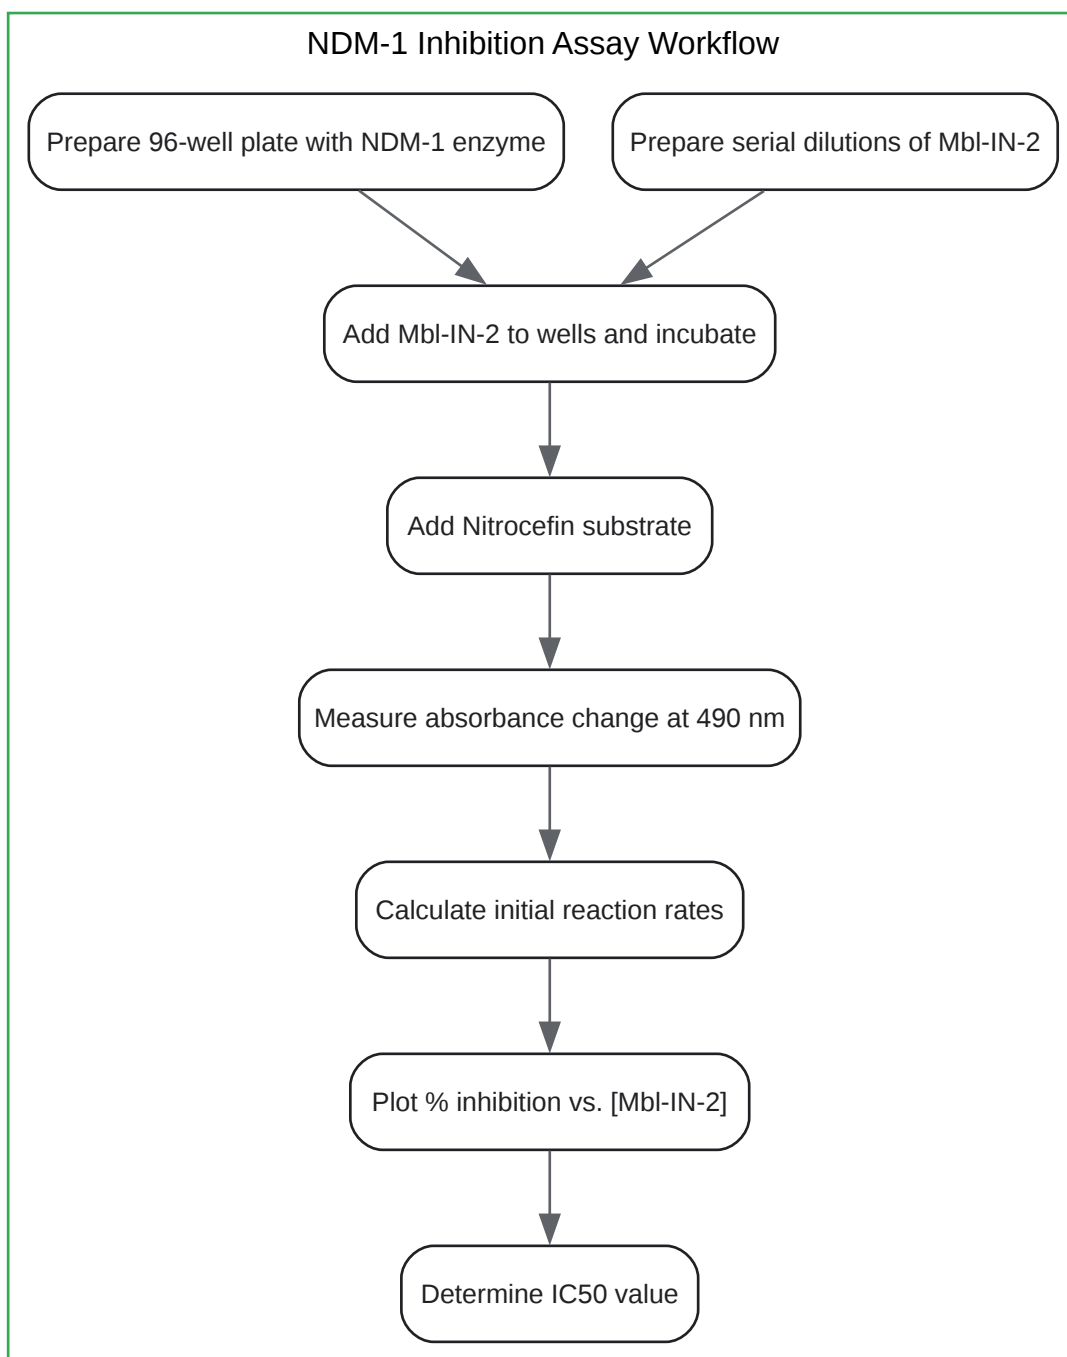 NDM-1 Inhibition Assay Workflow
Prepare 96-well plate with NDM-1 enzyme
Prepare serial dilutions of Mbl-IN-2
Add Mbl-IN-2 to wells and incubate
Add Nitrocefin substrate
Measure absorbance change at 490 nm
Calculate initial reaction rates
Plot % inhibition vs. [Mbl-IN-2]
Determine IC50 value